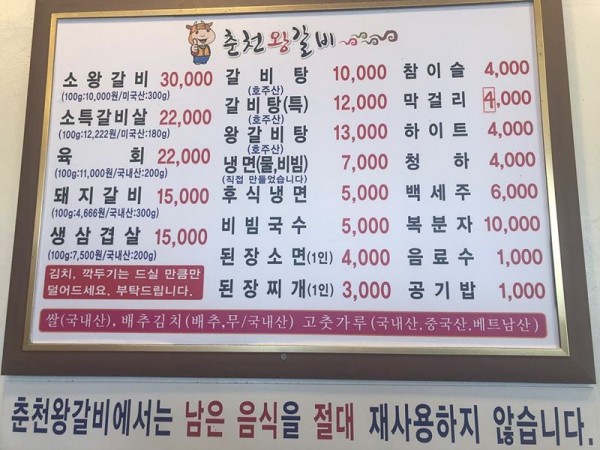 춘천왕갈비
소왕갈비 30,000
(100g:10,000원/미국산:300g)
소특갈비살 22,000
(100g:12,222원/미국산:180g)
육회 22,000
(100g:11,000원/국내산:200g)
돼지갈비 15,000
(100g:4,666원/국내산:300g)
생삼겹살 15,000
(100g:7,500원/국내산:200g)
김치, 깍두기는 드실 만큼만
덜어드세요. 부탁드립니다.
갈비탕 10,000
(호주산)
갈비탕(특) 12,000
(호주산)
왕갈비탕 13,000
(호주산)
냉면(물,비빔) 7,000
(직접 만들었습니다)
후식냉면 5,000
비빔국수 5,000
된장소면(1인) 4,000
된장찌개(1인) 3,000
참이슬 4,000
막걸리 4,000
하이트 4,000
청하 4,000
백세주 6,000
복분자 10,000
음료수 1,000
공기밥 1,000
쌀(국내산), 배추김치(배추,무/국내산) 고춧가루(국내산,중국산,베트남산)
춘천왕갈비에서는 남은 음식을 절대 재사용하지 않습니다.